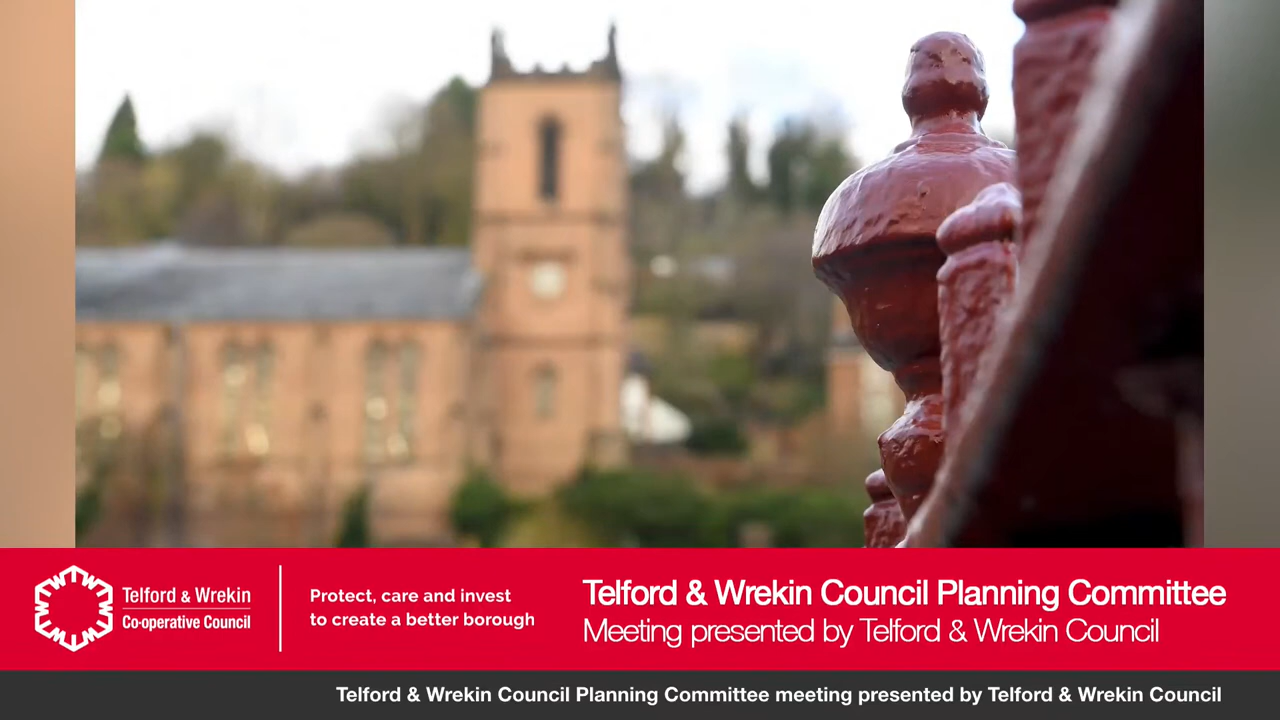 Telford & Wrekin
Co-operative Council
Protect, care and invest
to create a better borough
Telford & Wrekin Council Planning Committee
Meeting presented by Telford & Wrekin Council
Telford & Wrekin Council Planning Committee meeting presented by Telford & Wrekin Council